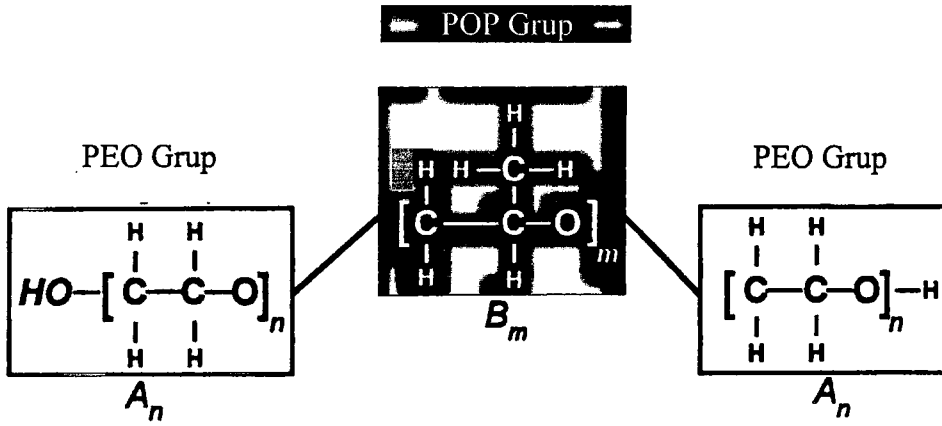 POP Grup
PEO Grup
PEO Grup
H
H H C H
[ C C O ]m
H H
Bm
H H
HO [ C C O ]n
H H
An
H H
[ C C O ]n H
H H
An